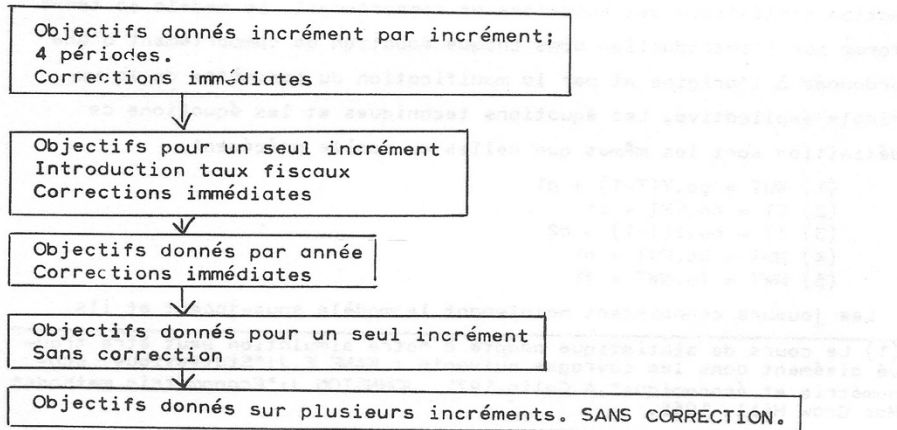 Objectifs donnés incrément par incrément;
4 périodes.
Corrections immédiates
Objectifs pour un seul incrément
Introduction taux fiscaux
Corrections immédiates
Objectifs donnés par année
Corrections immédiates
Objectifs donnés pour un seul incrément
Sans correction
Objectifs donnés sur plusieurs incréments. SANS CORRECTION.